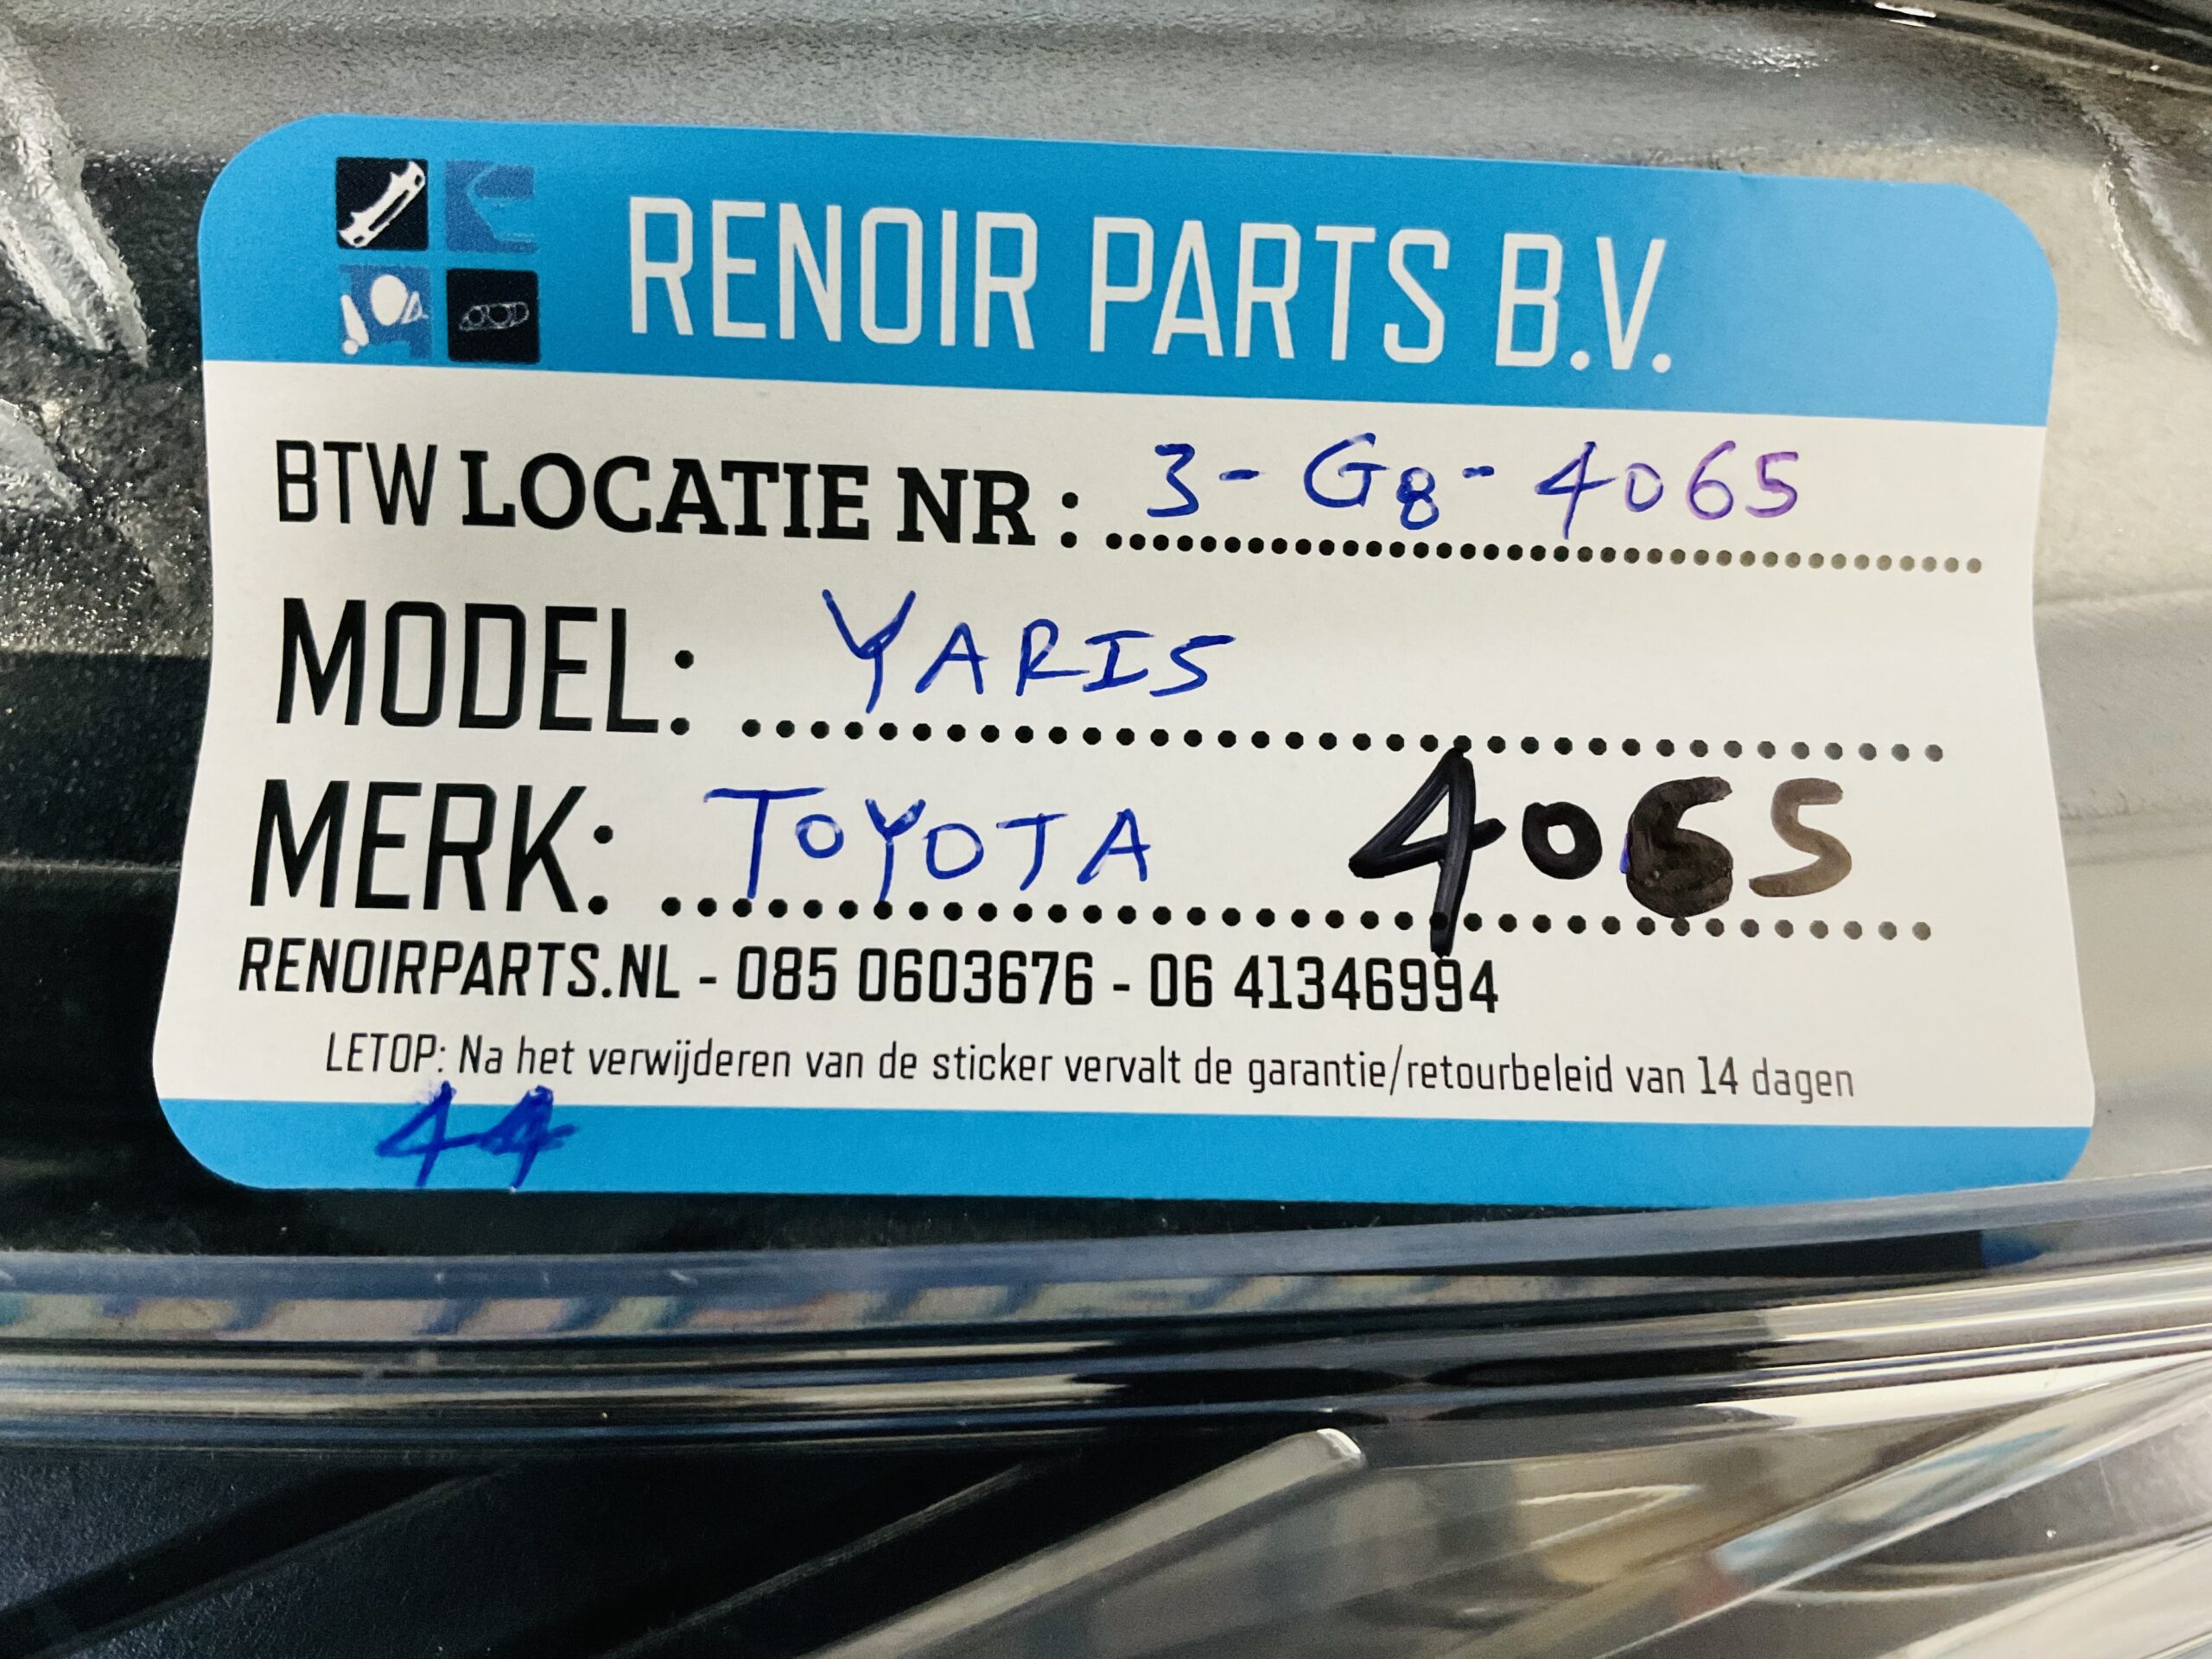 RENOIR PARTS B.V.
BTW LOCATIE NR : 3-G8-4065
MODEL: YARIS
MERK: TOYOTA 4065
RENOIRPARTS.NL - 085 0603676 - 06 41346994
LETOP: Na het verwijderen van de sticker vervalt de garantie/retourbeleid van 14 dagen
44